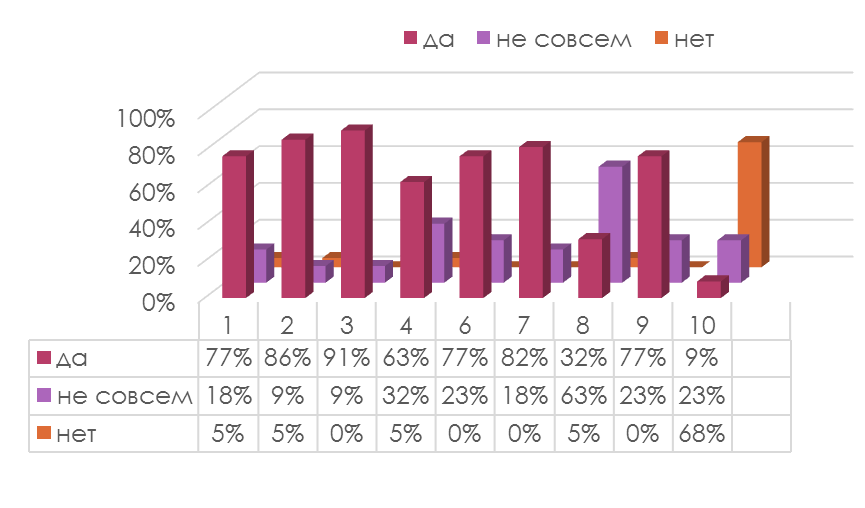 да не совсем нет
100%
80%
60%
40%
20%
0%
1 2 3 4 6 7 8 9 10
да 77% 86% 91% 63% 77% 82% 32% 77% 9%
не совсем 18% 9% 9% 32% 23% 18% 63% 23% 23%
нет 5% 5% 0% 5% 0% 0% 5% 0% 68%